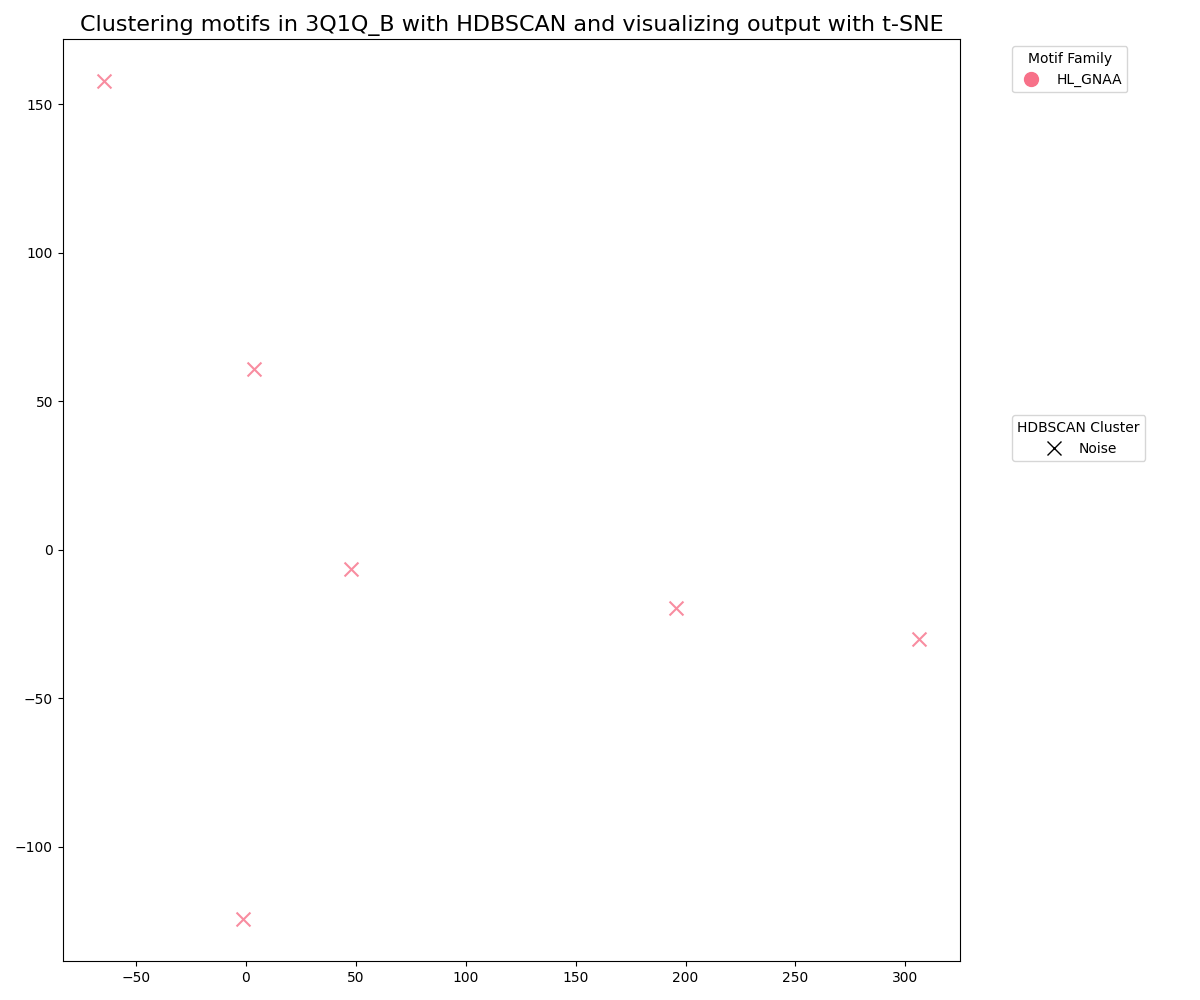 Clustering motifs in 3Q1Q_B with HDBSCAN and visualizing output with t-SNE
Motif Family
HL_GNAA
HDBSCAN Cluster
Noise
150
100
50
0
−50
−100
−50
0
50
100
150
200
250
300